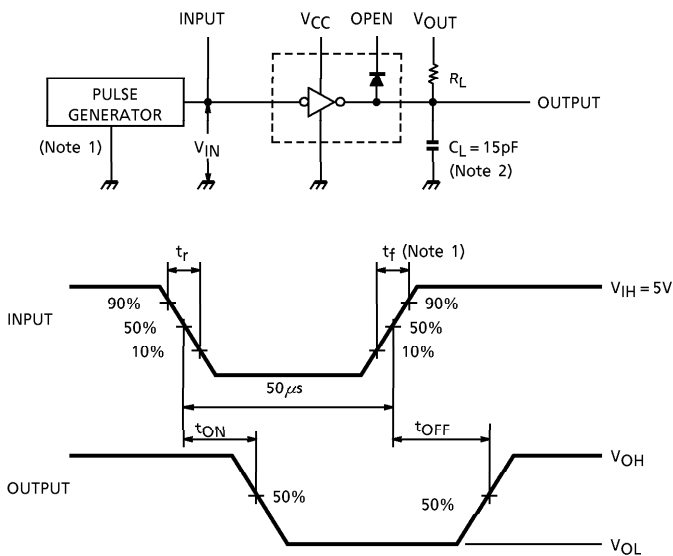 INPUT
VCC
OPEN
VOUT
PULSE
GENERATOR
(Note 1)
VIN
RL
OUTPUT
CL = 15pF
(Note 2)
tr
tf (Note 1)
VIH = 5V
INPUT
90%
90%
50%
50%
10%
10%
50μs
tON
tOFF
VOH
OUTPUT
50%
50%
VOL